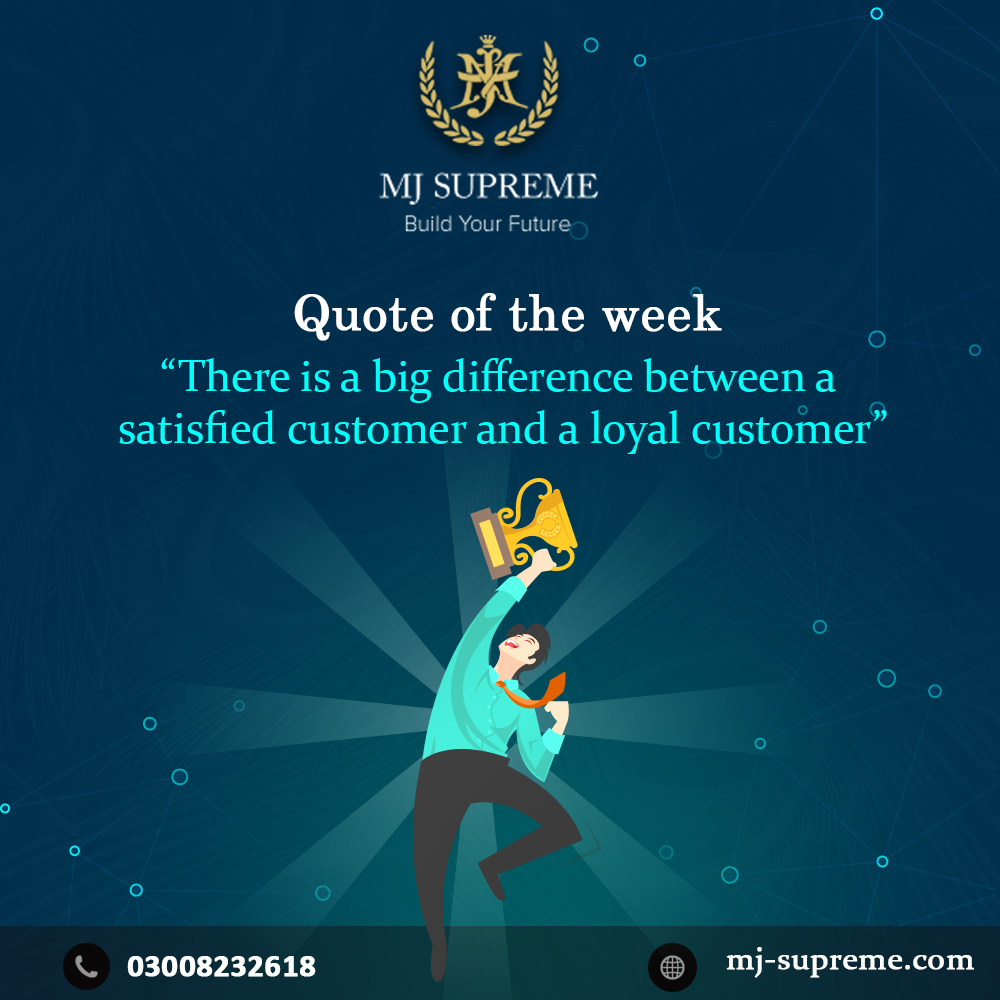 MJ SUPREME
Build Your Future
Quote of the week
“There is a big difference between a
satisfied customer and a loyal customer”
03008232618
mj-supreme.com